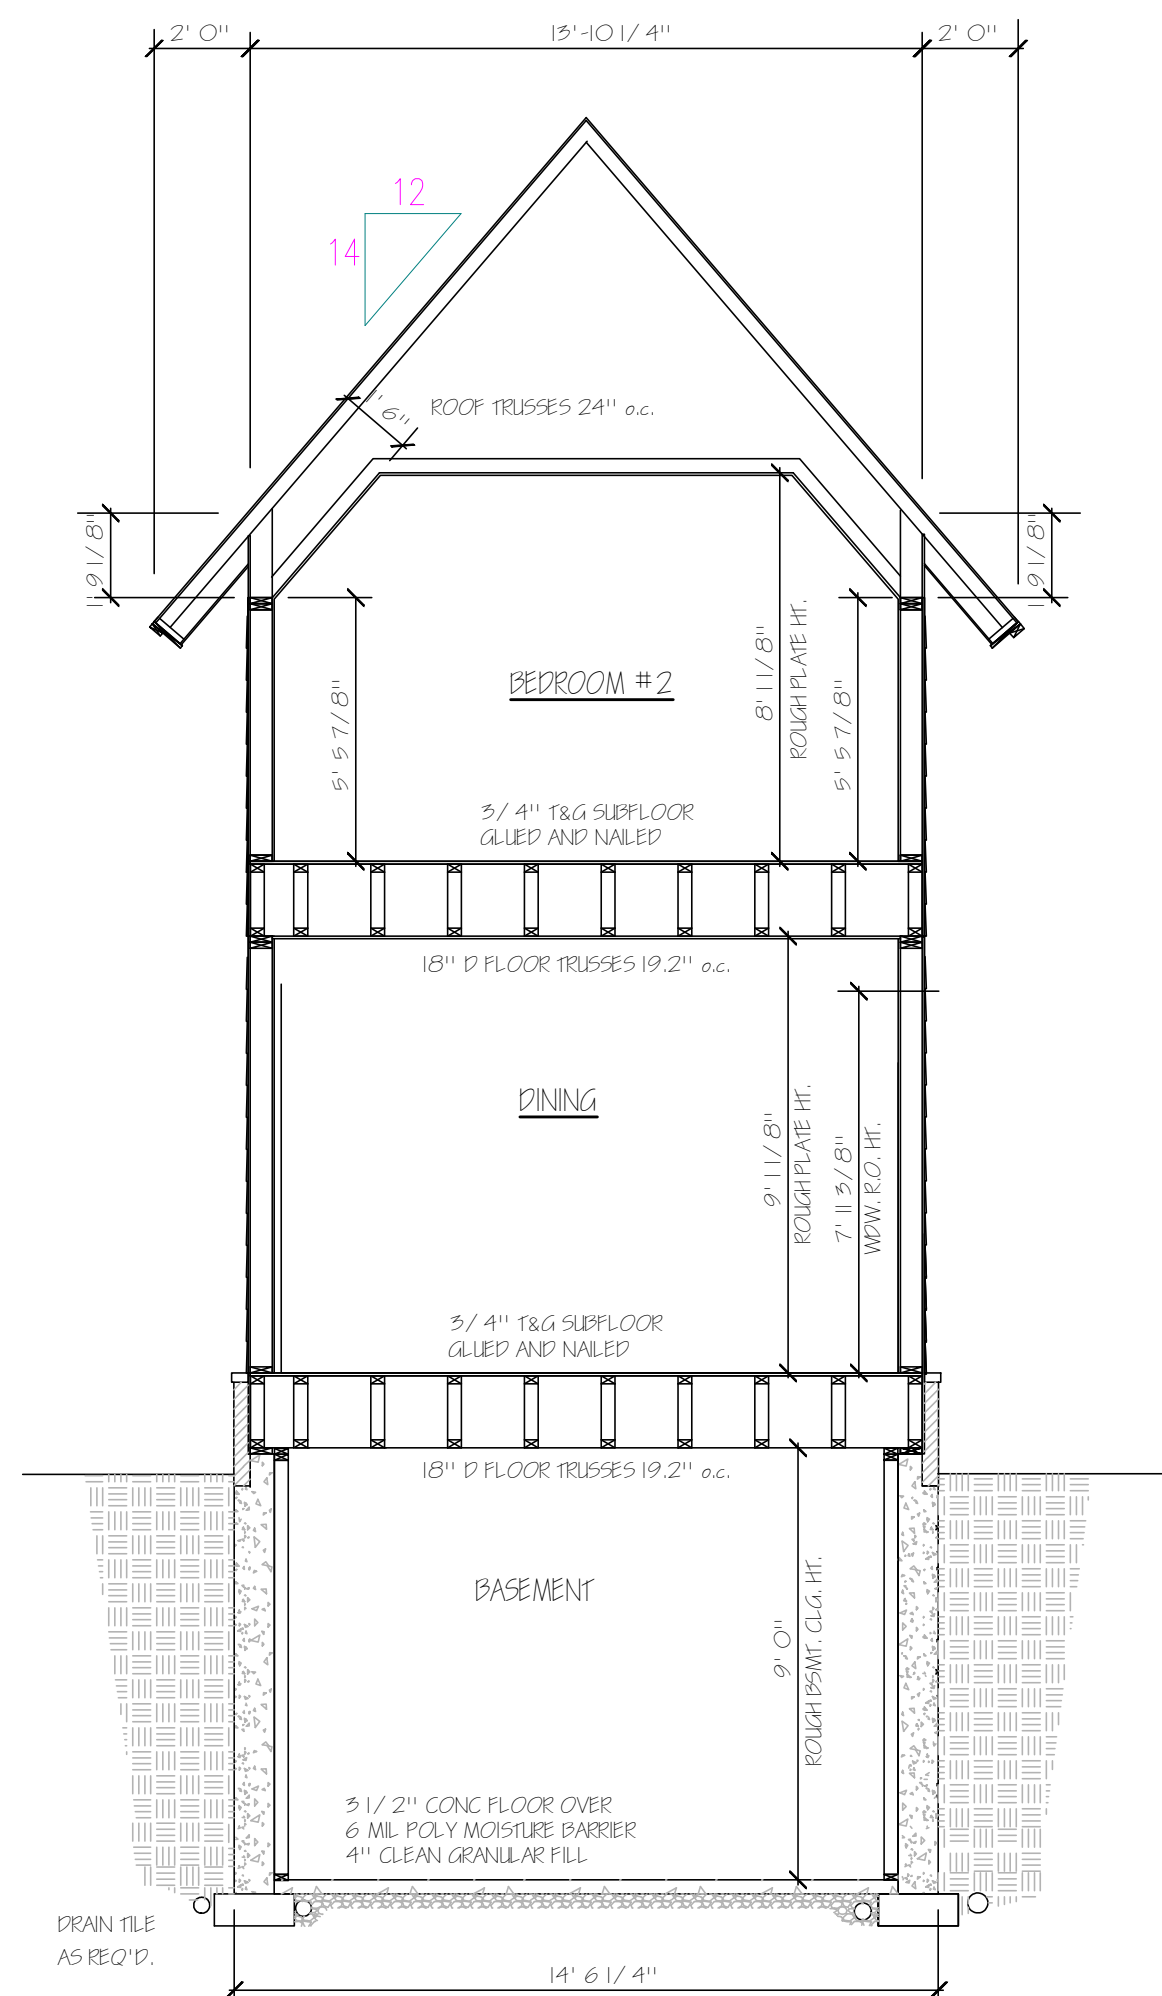 2' 0"
13'-10 1/4"
2' 0"
12
14
1' 6"
ROOF TRUSSES 24" o.c.
1' 9 1/8"
1' 9 1/8"
BEDROOM #2
5' 5 7/8"
8' 1 1/8"
ROUGH PLATE HT.
5' 5 7/8"
3/4" T&G SUBFLOOR
GLUED AND NAILED
18" D FLOOR TRUSSES 19.2" o.c.
DINING
9' 1 1/8"
ROUGH PLATE HT.
7' 11 3/8"
WDW. R.O. HT.
3/4" T&G SUBFLOOR
GLUED AND NAILED
18" D FLOOR TRUSSES 19.2" o.c.
BASEMENT
9' 0"
ROUGH BSMT. CLG. HT.
3 1/2" CONC FLOOR OVER
6 MIL POLY MOISTURE BARRIER
4" CLEAN GRANULAR FILL
DRAIN TILE
AS REQ'D.
14' 6 1/4"